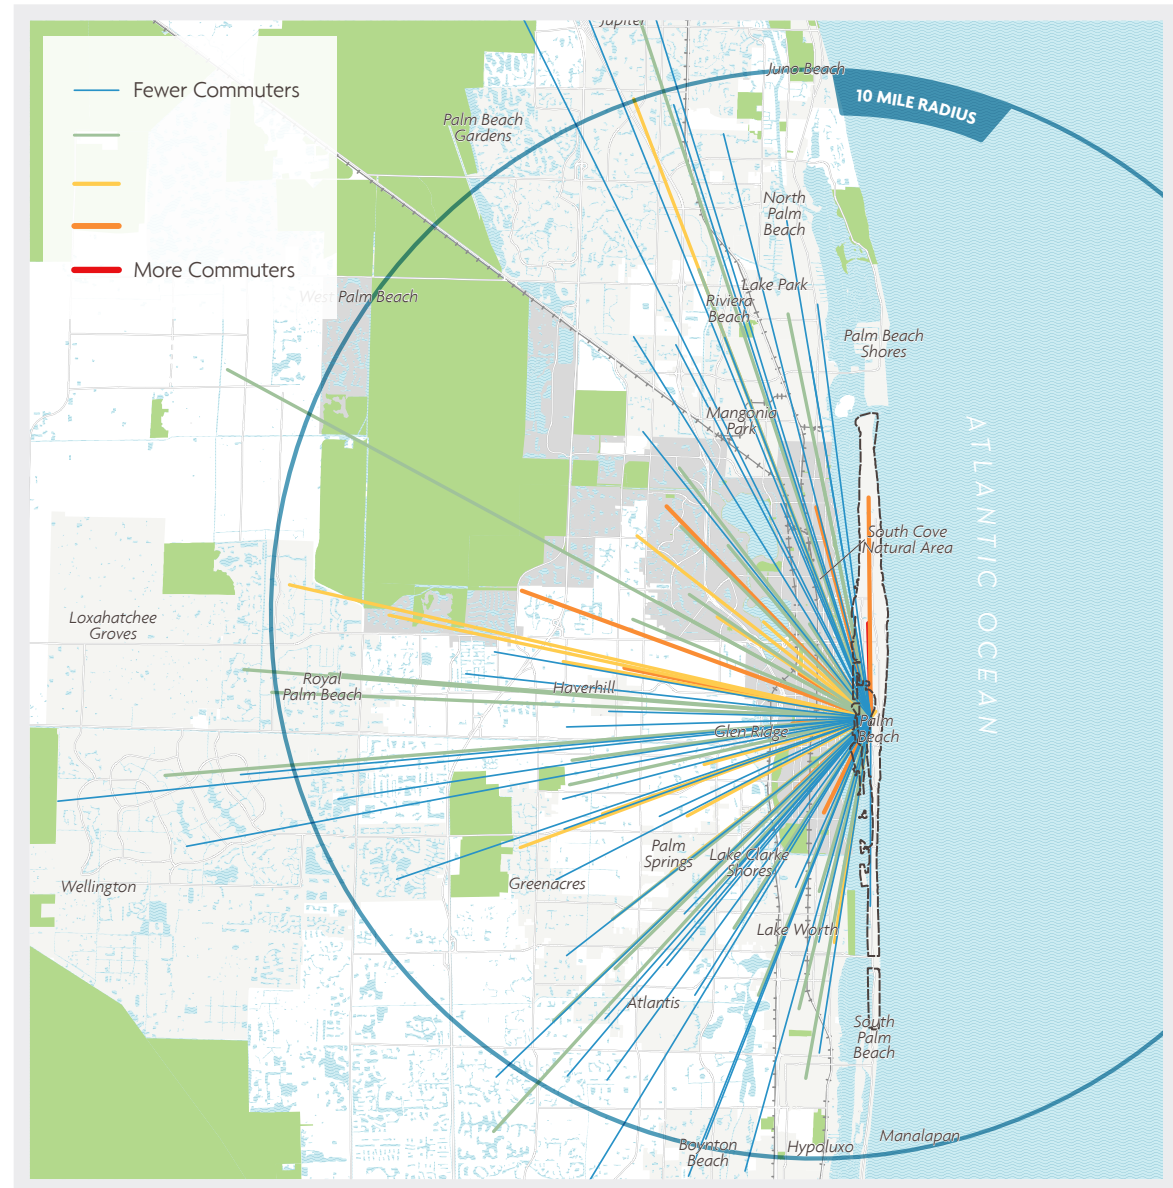 Jupiter
Juno Beach
10 MILE RADIUS
Fewer Commuters
Palm Beach
Gardens
North
Palm
Beach
More Commuters
Lake Park
West Palm Beach
Riviera
Beach
Palm Beach
Shores
Mangonia
Park
ATLANTIC OCEAN
South Cove
Natural Area
Loxahatchee
Groves
Royal
Palm Beach
Haverhill
Glen Ridge
Palm
Beach
Palm
Springs
Lake Clarke
Shores
Wellington
Greenacres
Lake Worth
Atlantis
South
Palm
Beach
Boynton
Beach
Hypoluxo
Manalapan